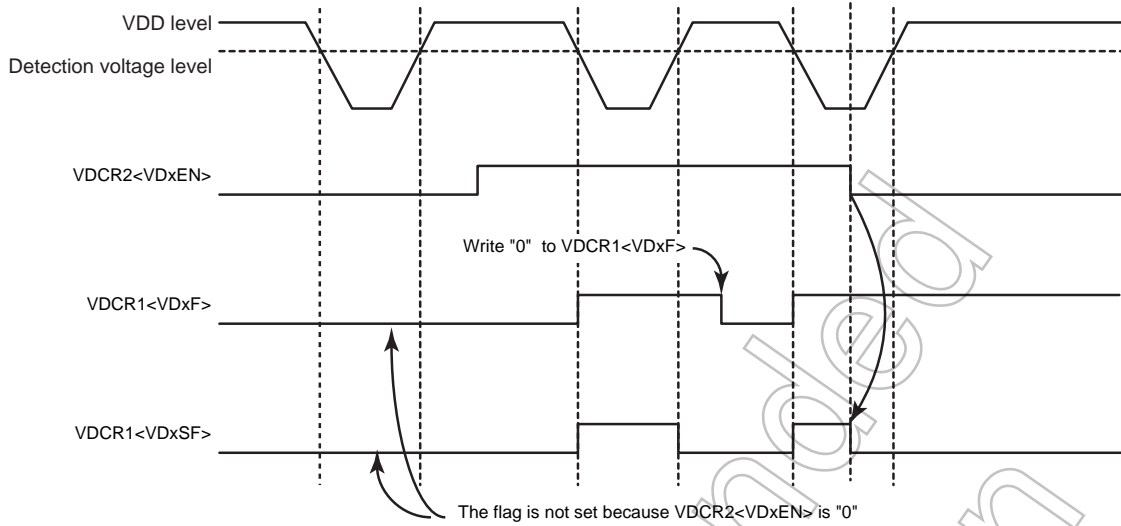 VDD level
Detection voltage level
VDCR2<VDxEN>
Write "0" to VDCR1<VDxF>
VDCR1<VDxF>
VDCR1<VDxSF>
The flag is not set because VDCR2<VDxEN> is "0"